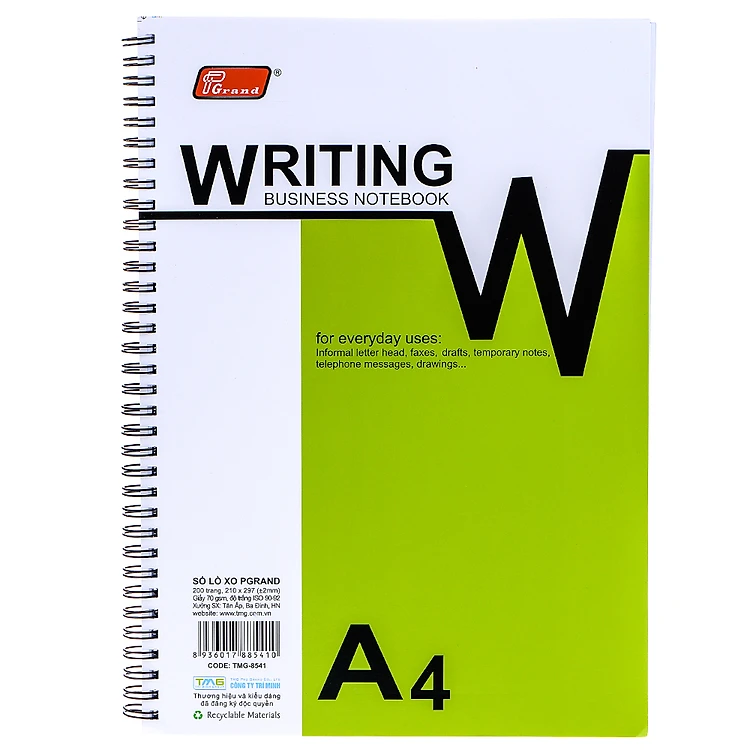 PGrand ®
WRITING
BUSINESS NOTEBOOK
W
for everyday uses:
Informal letter head, faxes, drafts, temporary notes,
telephone messages, drawings...
SỔ LÒ XO PGRAND
200 trang, 210 x 297 (±2mm)
Giấy 70 gsm, độ trắng ISO 90-92
Xưởng SX: Tân Ấp, Ba Đình, HN
website: www.tmg.com.vn
8 936017 885410
CODE: TMG-8541
TMG
CÔNG TY TRÍ MINH
Thương hiệu và kiểu dáng
đã đăng ký độc quyền
Recyclable Materials
A4